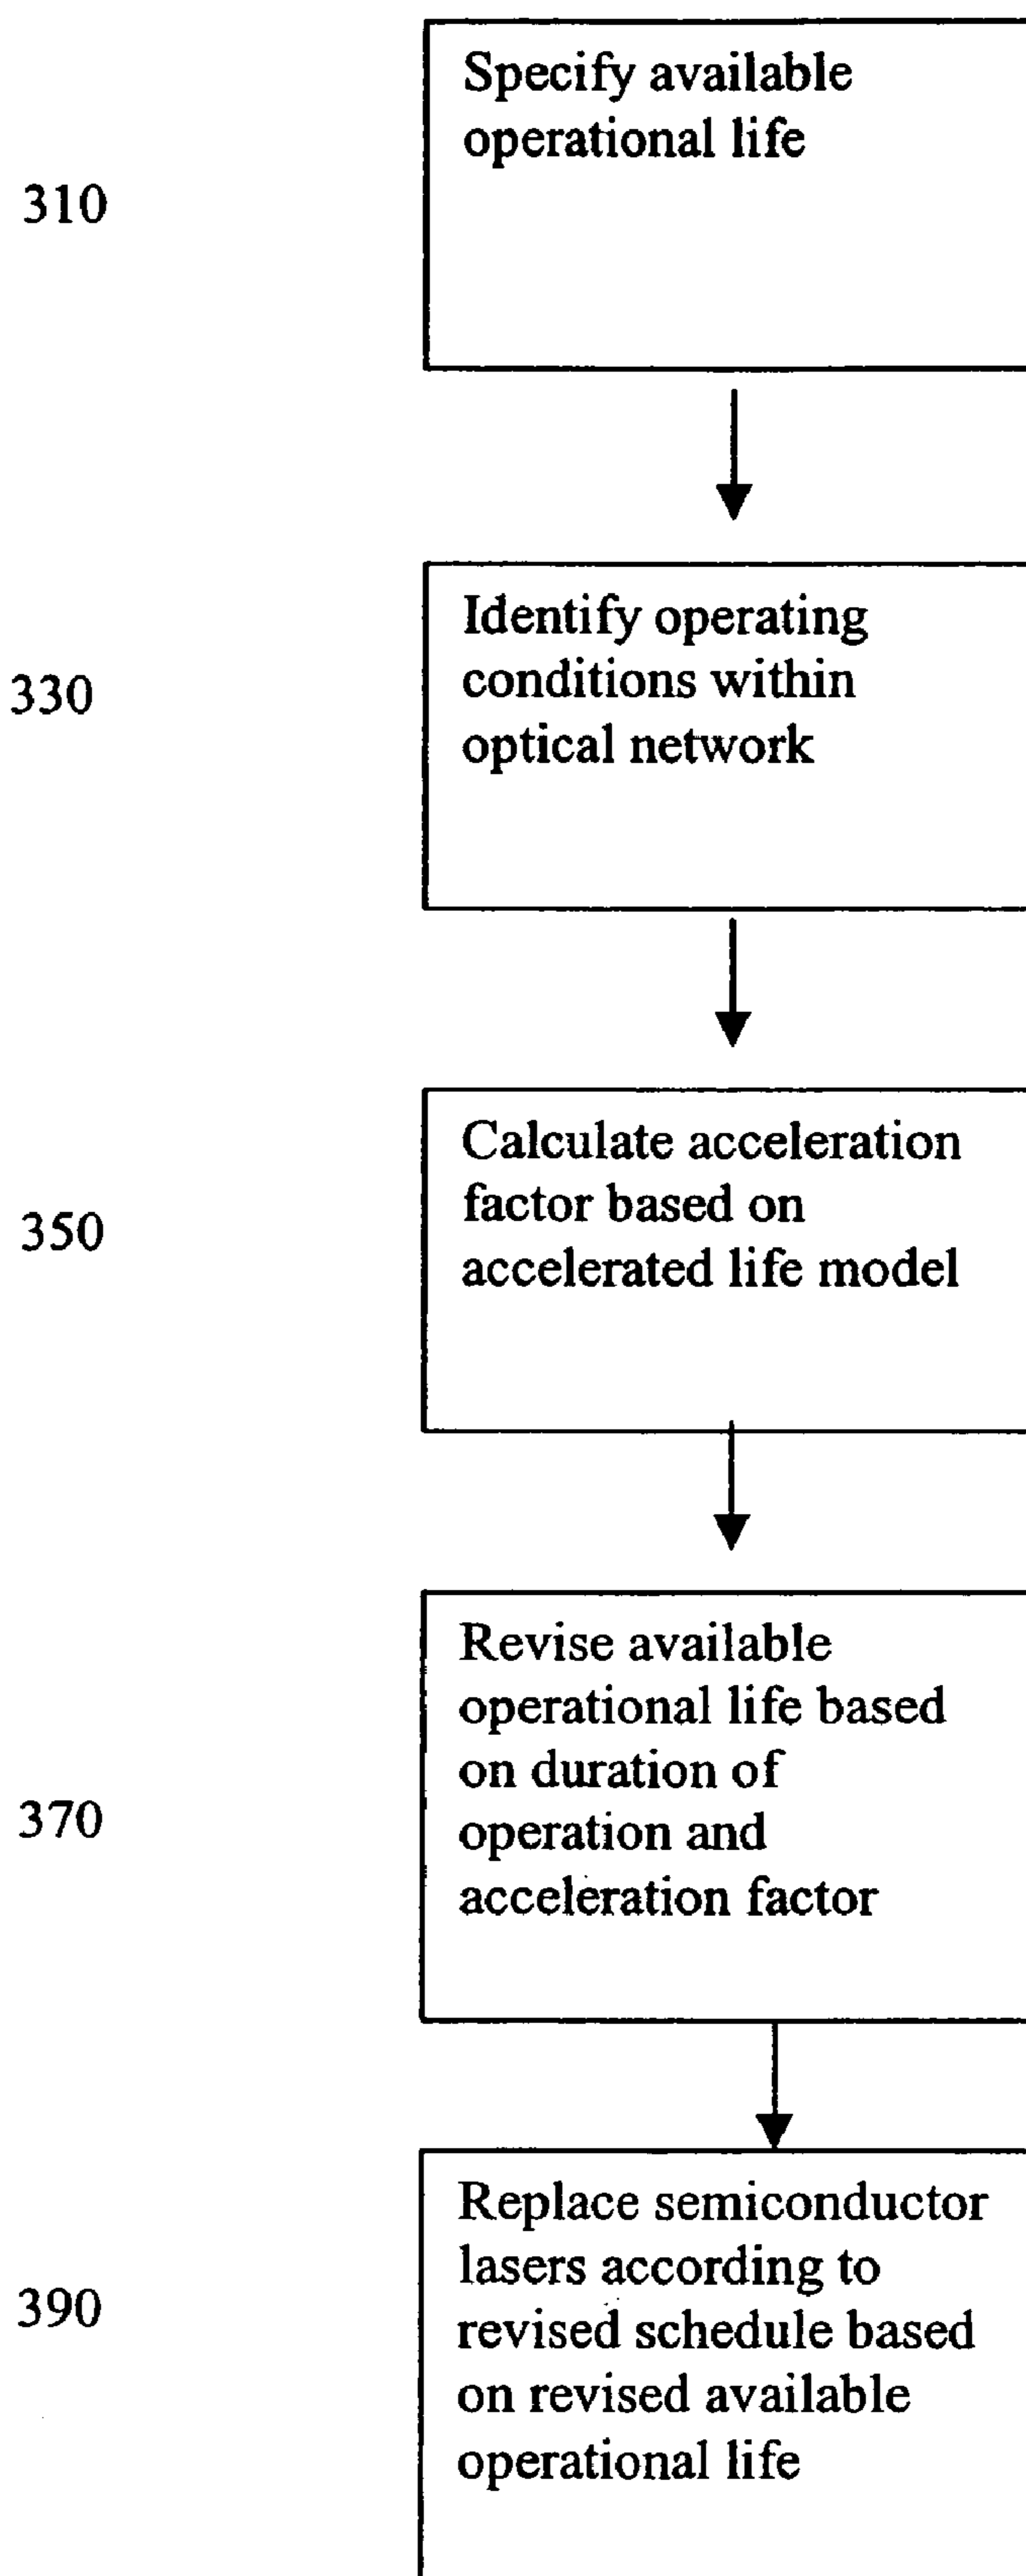 Specify available
operational life
310
Identify operating
conditions within
optical network
330
Calculate acceleration
factor based on
accelerated life model
350
Revise available
operational life based
on duration of
operation and
acceleration factor
370
Replace semiconductor
lasers according to
revised schedule based
on revised available
operational life
390